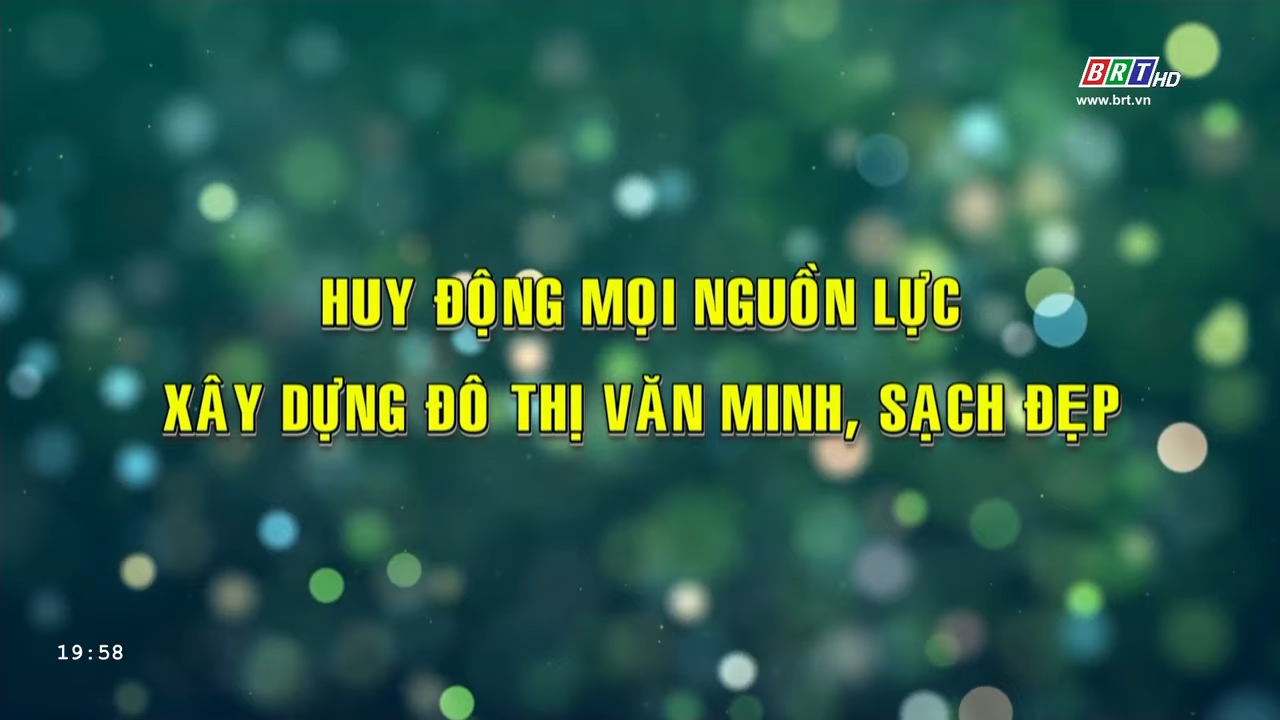 BRT HD
www.brt.vn
HUY ĐỘNG MỌI NGUỒN LỰC
XÂY DỰNG ĐÔ THỊ VĂN MINH, SẠCH ĐẸP
19:58